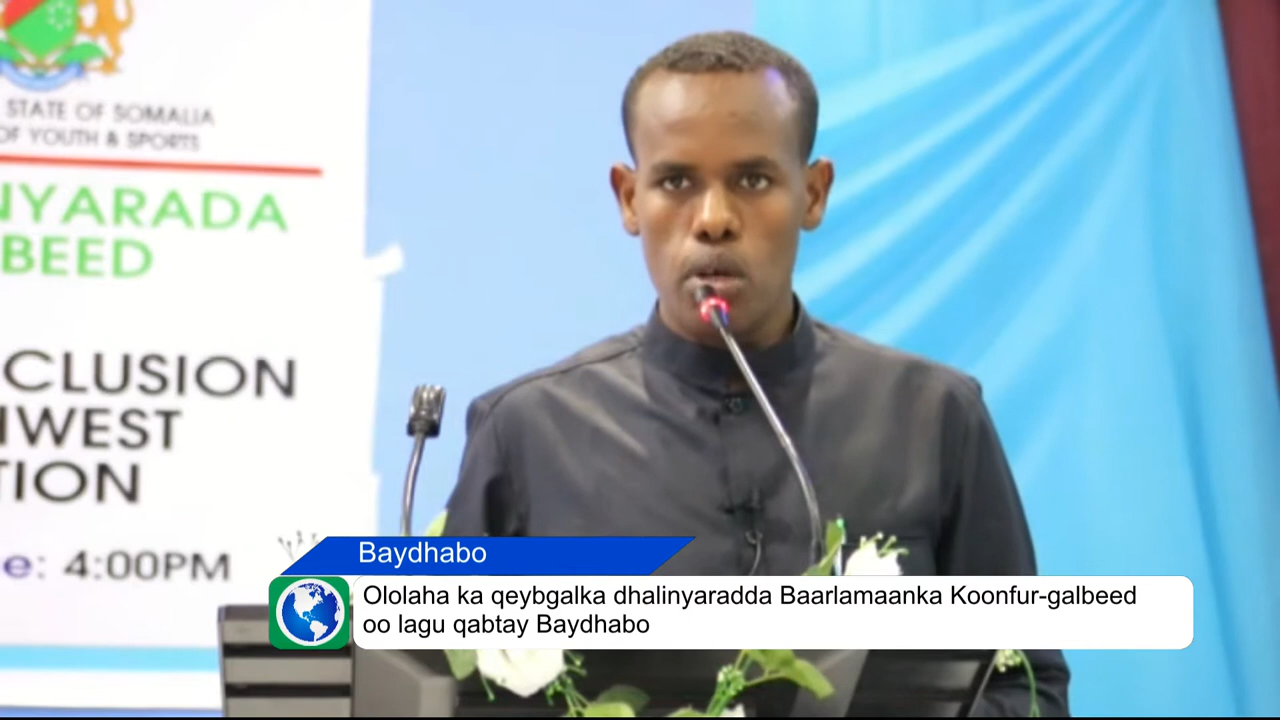 STATE OF SOMALIA
OF YOUTH & SPORTS
NYARADA
BEED
CLUSION
WEST
TION
e: 4:00PM
Baydhabo
Ololaha ka qeybgalka dhalinyaradda Baarlamaanka Koonfur-galbeed
oo lagu qabtay Baydhabo